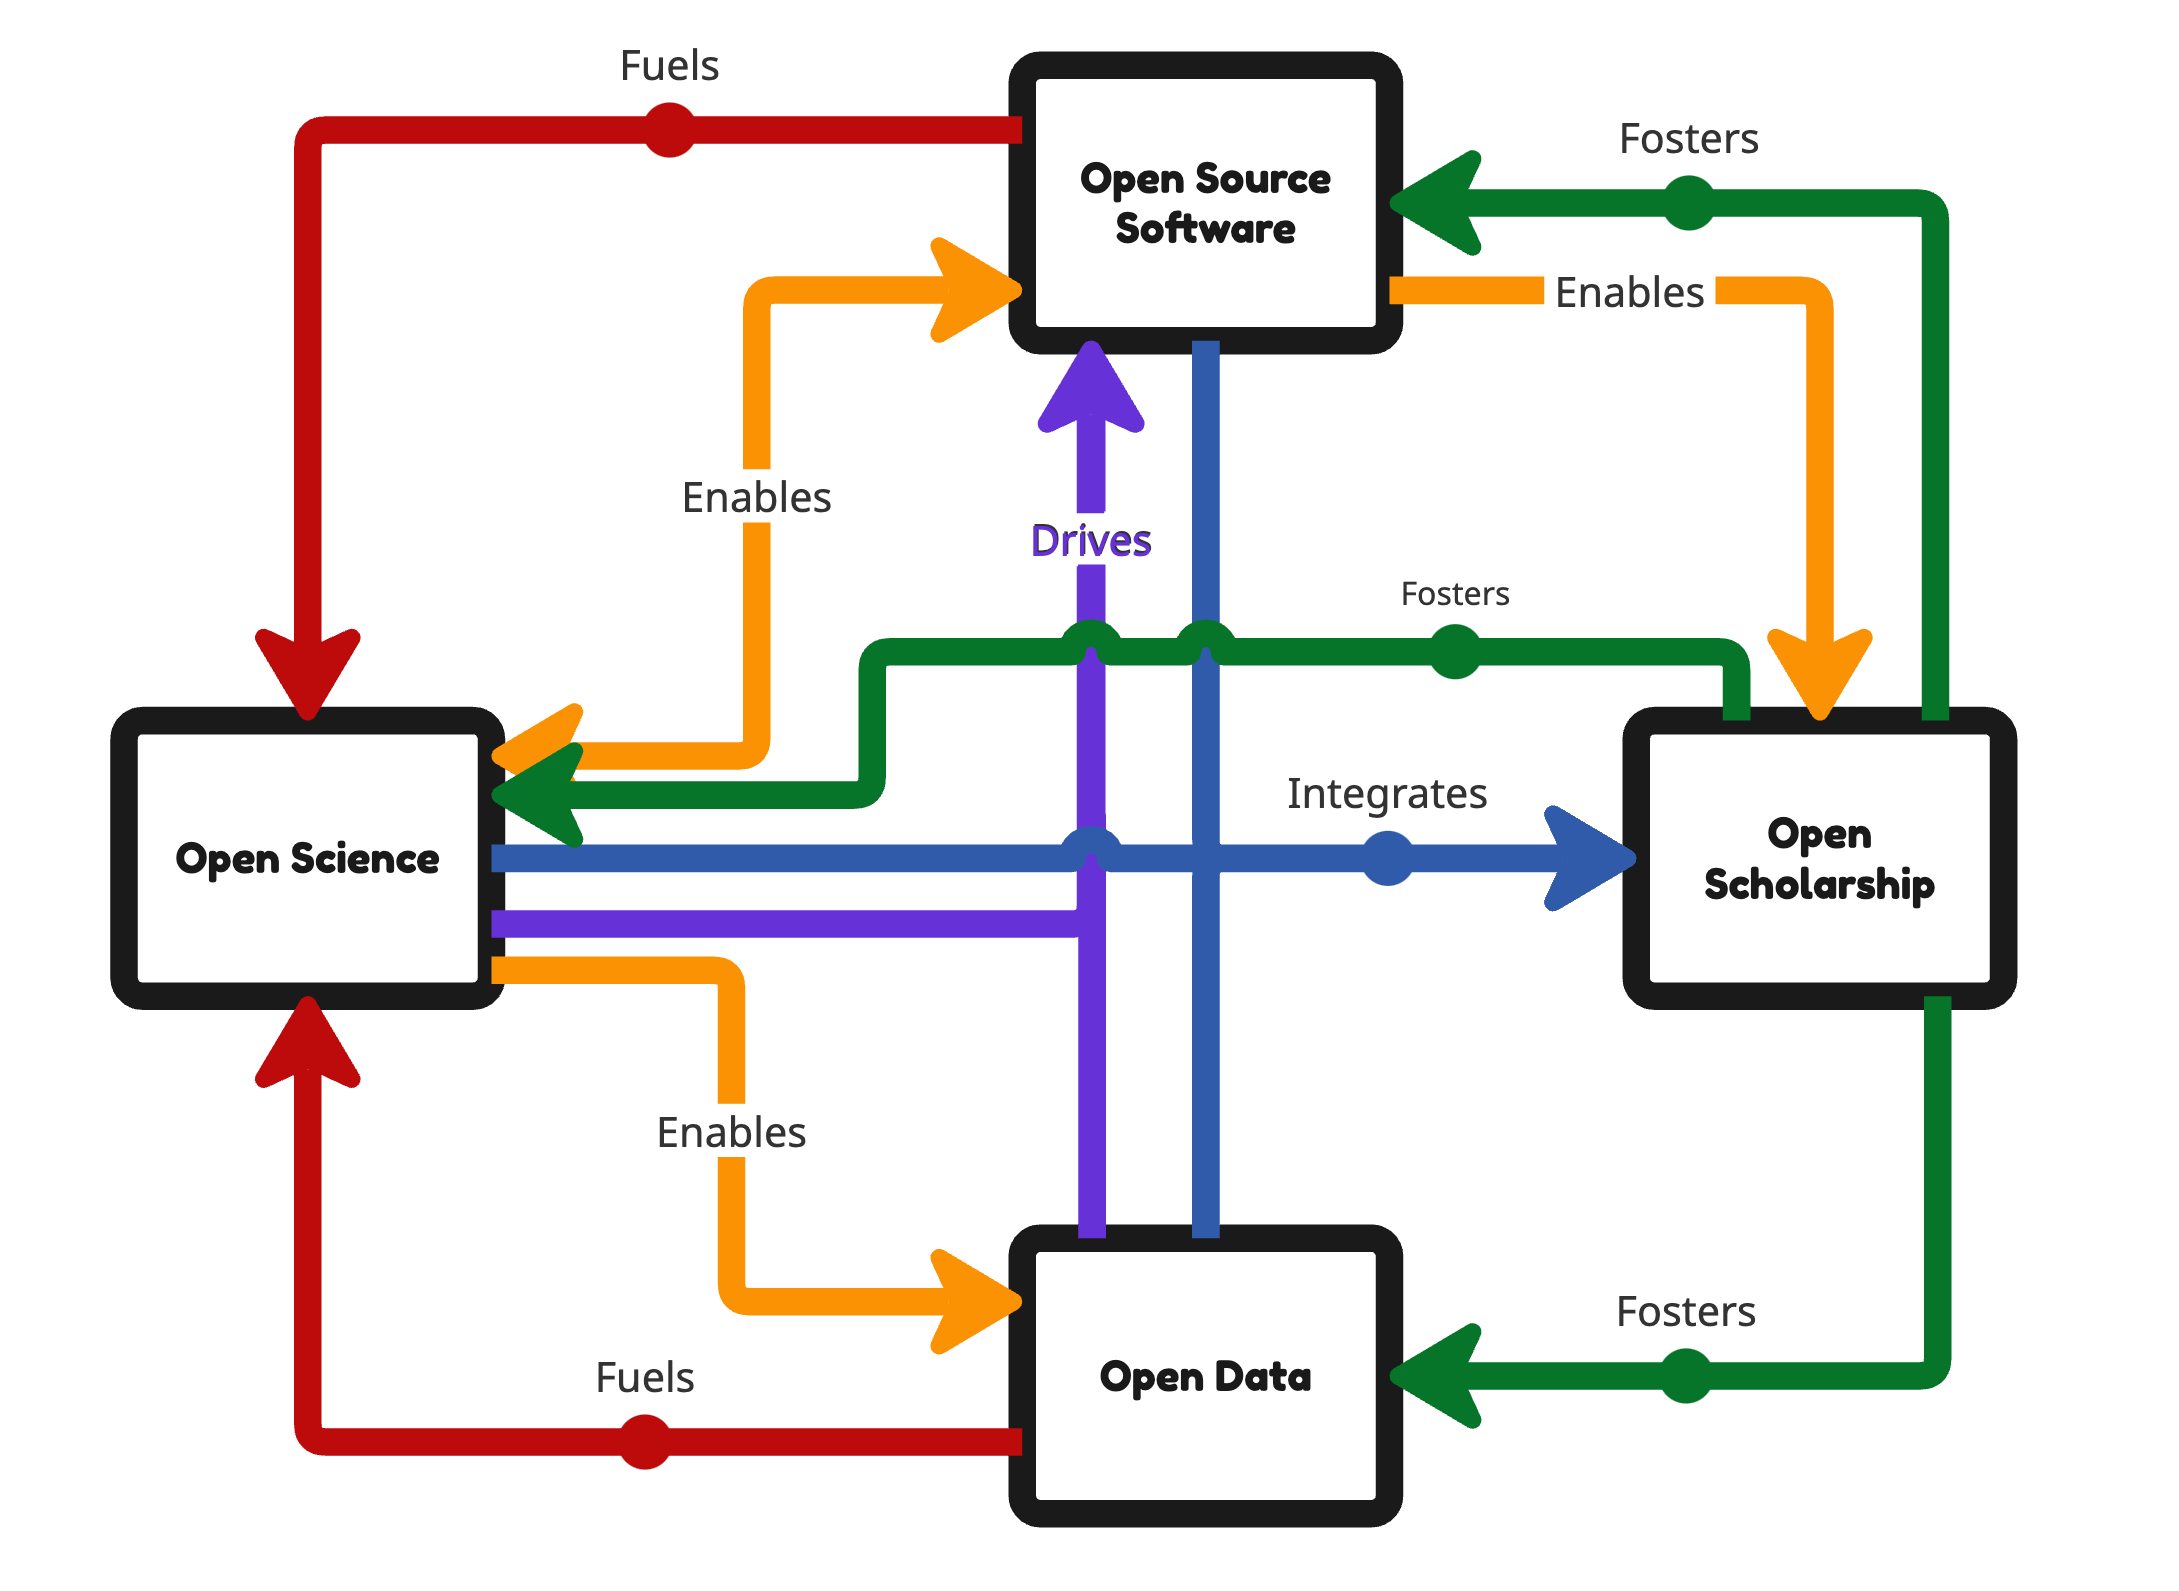 Fuels
Open Source
Software
Fosters
Enables
Enables
Drives
Fosters
Integrates
Open Science
Open
Scholarship
Enables
Fosters
Fuels
Open Data